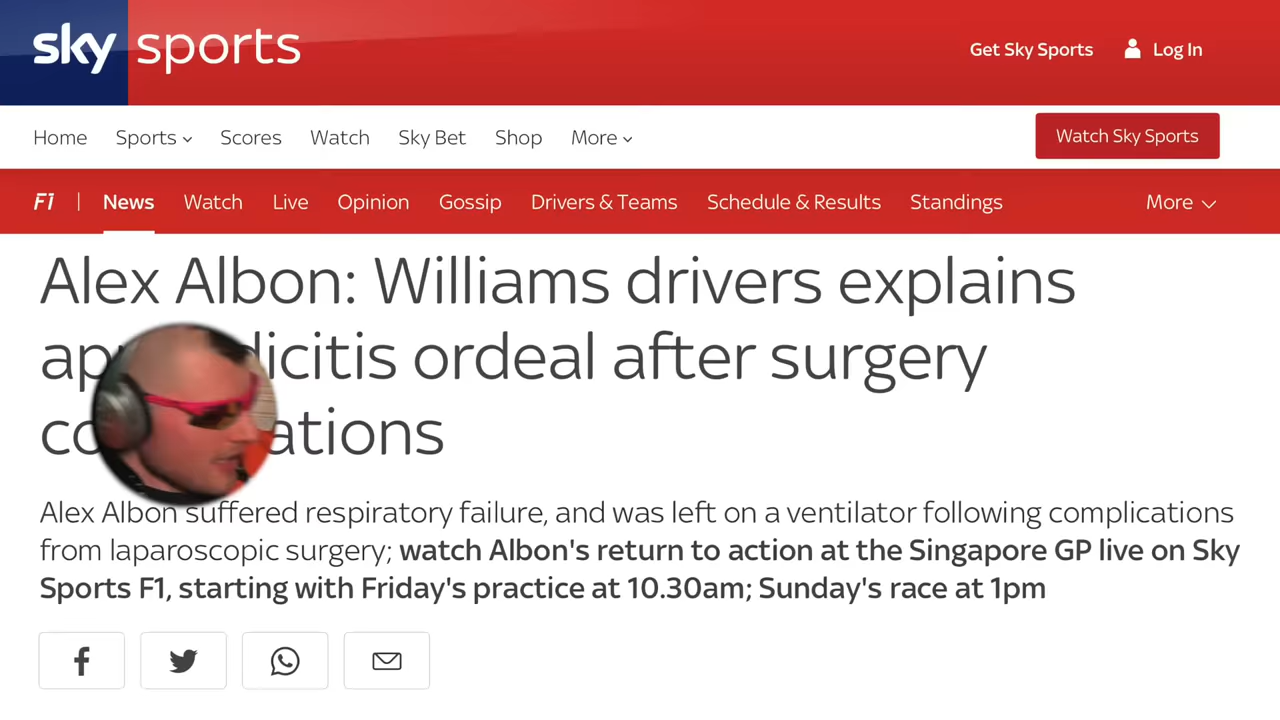 sky sports
Get Sky Sports Log In
Home Sports Scores Watch Sky Bet Shop More Watch Sky Sports
F1 | News Watch Live Opinion Gossip Drivers & Teams Schedule & Results Standings More
Alex Albon: Williams drivers explains
ordeal after surgery
Alex Albon suffered respiratory failure, and was left on a ventilator following complications
from laparoscopic surgery; watch Albon's return to action at the Singapore GP live on Sky
Sports F1, starting with Friday's practice at 10.30am; Sunday's race at 1pm